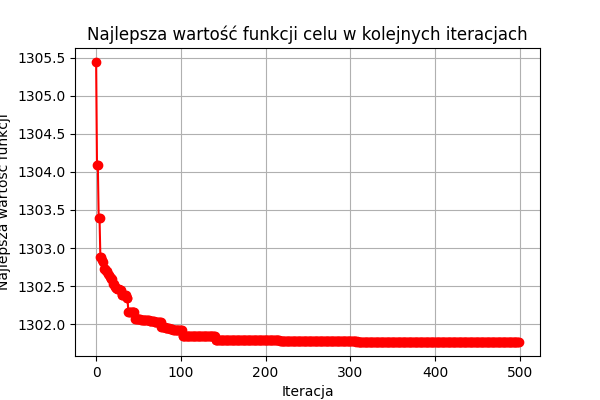 Najlepsza wartość funkcji celu w kolejnych iteracjach
Najlepsza wartość funkcji
1305.5
1305.0
1304.5
1304.0
1303.5
1303.0
1302.5
1302.0
0 100 200 300 400 500
Iteracja